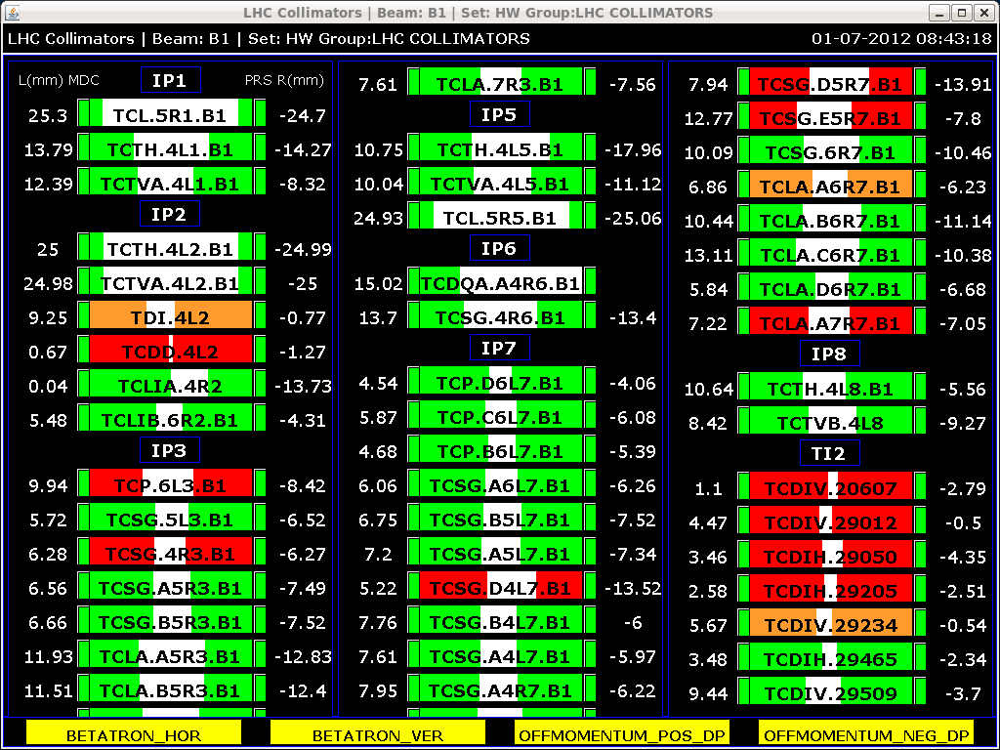 LHC Collimators | Beam: B1 | Set: HW Group:LHC COLLIMATORS
LHC Collimators | Beam: B1 | Set: HW Group:LHC COLLIMATORS 01-07-2012 08:43:18
L(mm) MDC IP1 PRS R(mm)
25.3 TCL.5R1.B1 -24.7
13.79 TCTH.4L1.B1 -14.27
12.39 TCTVA.4L1.B1 -8.32
IP2
25 TCTH.4L2.B1 -24.99
24.98 TCTVA.4L2.B1 -25
9.25 TDI.4L2 -0.77
0.67 TCDD.4L2 -1.27
0.04 TCLIA.4R2 -13.73
5.48 TCLIB.6R2.B1 -4.31
IP3
9.94 TCP.6L3.B1 -8.42
5.72 TCSG.5L3.B1 -6.52
6.28 TCSG.4R3.B1 -6.27
6.56 TCSG.A5R3.B1 -7.49
6.66 TCSG.B5R3.B1 -7.52
11.93 TCLA.A5R3.B1 -12.83
11.51 TCLA.B5R3.B1 -12.4
7.61 TCLA.7R3.B1 -7.56
IP5
10.75 TCTH.4L5.B1 -17.96
10.04 TCTVA.4L5.B1 -11.12
24.93 TCL.5R5.B1 -25.06
IP6
15.02 TCDQA.A4R6.B1
13.7 TCSG.4R6.B1 -13.4
IP7
4.54 TCP.D6L7.B1 -4.06
5.87 TCP.C6L7.B1 -6.08
4.68 TCP.B6L7.B1 -5.39
6.06 TCSG.A6L7.B1 -6.26
6.75 TCSG.B5L7.B1 -7.52
7.2 TCSG.A5L7.B1 -7.34
5.22 TCSG.D4L7.B1 -13.52
7.76 TCSG.B4L7.B1 -6
7.61 TCSG.A4L7.B1 -5.97
7.95 TCSG.A4R7.B1 -6.22
7.94 TCSG.D5R7.B1 -13.91
12.77 TCSG.E5R7.B1 -7.8
10.09 TCSG.6R7.B1 -10.46
6.86 TCLA.A6R7.B1 -6.23
10.44 TCLA.B6R7.B1 -11.14
13.11 TCLA.C6R7.B1 -10.38
5.84 TCLA.D6R7.B1 -6.68
7.22 TCLA.A7R7.B1 -7.05
IP8
10.64 TCTH.4L8.B1 -5.56
8.42 TCTVB.4L8 -9.27
TI2
1.1 TCDIV.20607 -2.79
4.47 TCDIV.29012 -0.5
3.46 TCDIH.29050 -4.35
2.58 TCDIH.29205 -2.51
5.67 TCDIV.29234 -0.54
3.48 TCDIH.29465 -2.34
9.44 TCDIV.29509 -3.7
BETATRON_HOR BETATRON_VER OFFMOMENTUM_POS_DP OFFMOMENTUM_NEG_DP